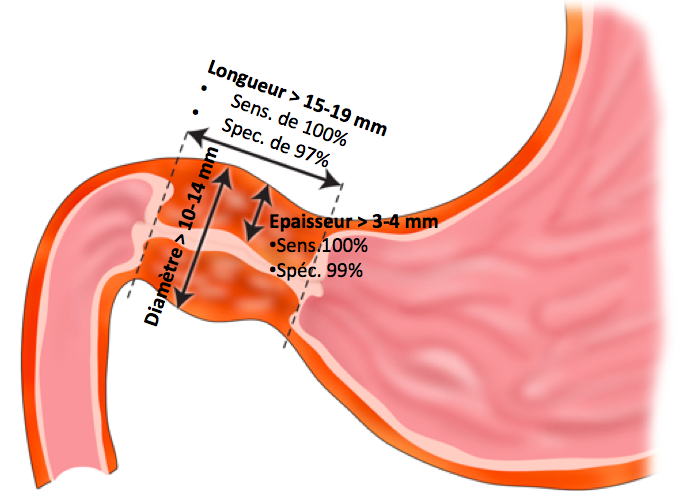 Longueur > 15-19 mm
• Sens. de 100%
• Spec. de 97%
Diamètre > 10-14 mm
Epaisseur > 3-4 mm
•Sens.100%
•Spéc. 99%